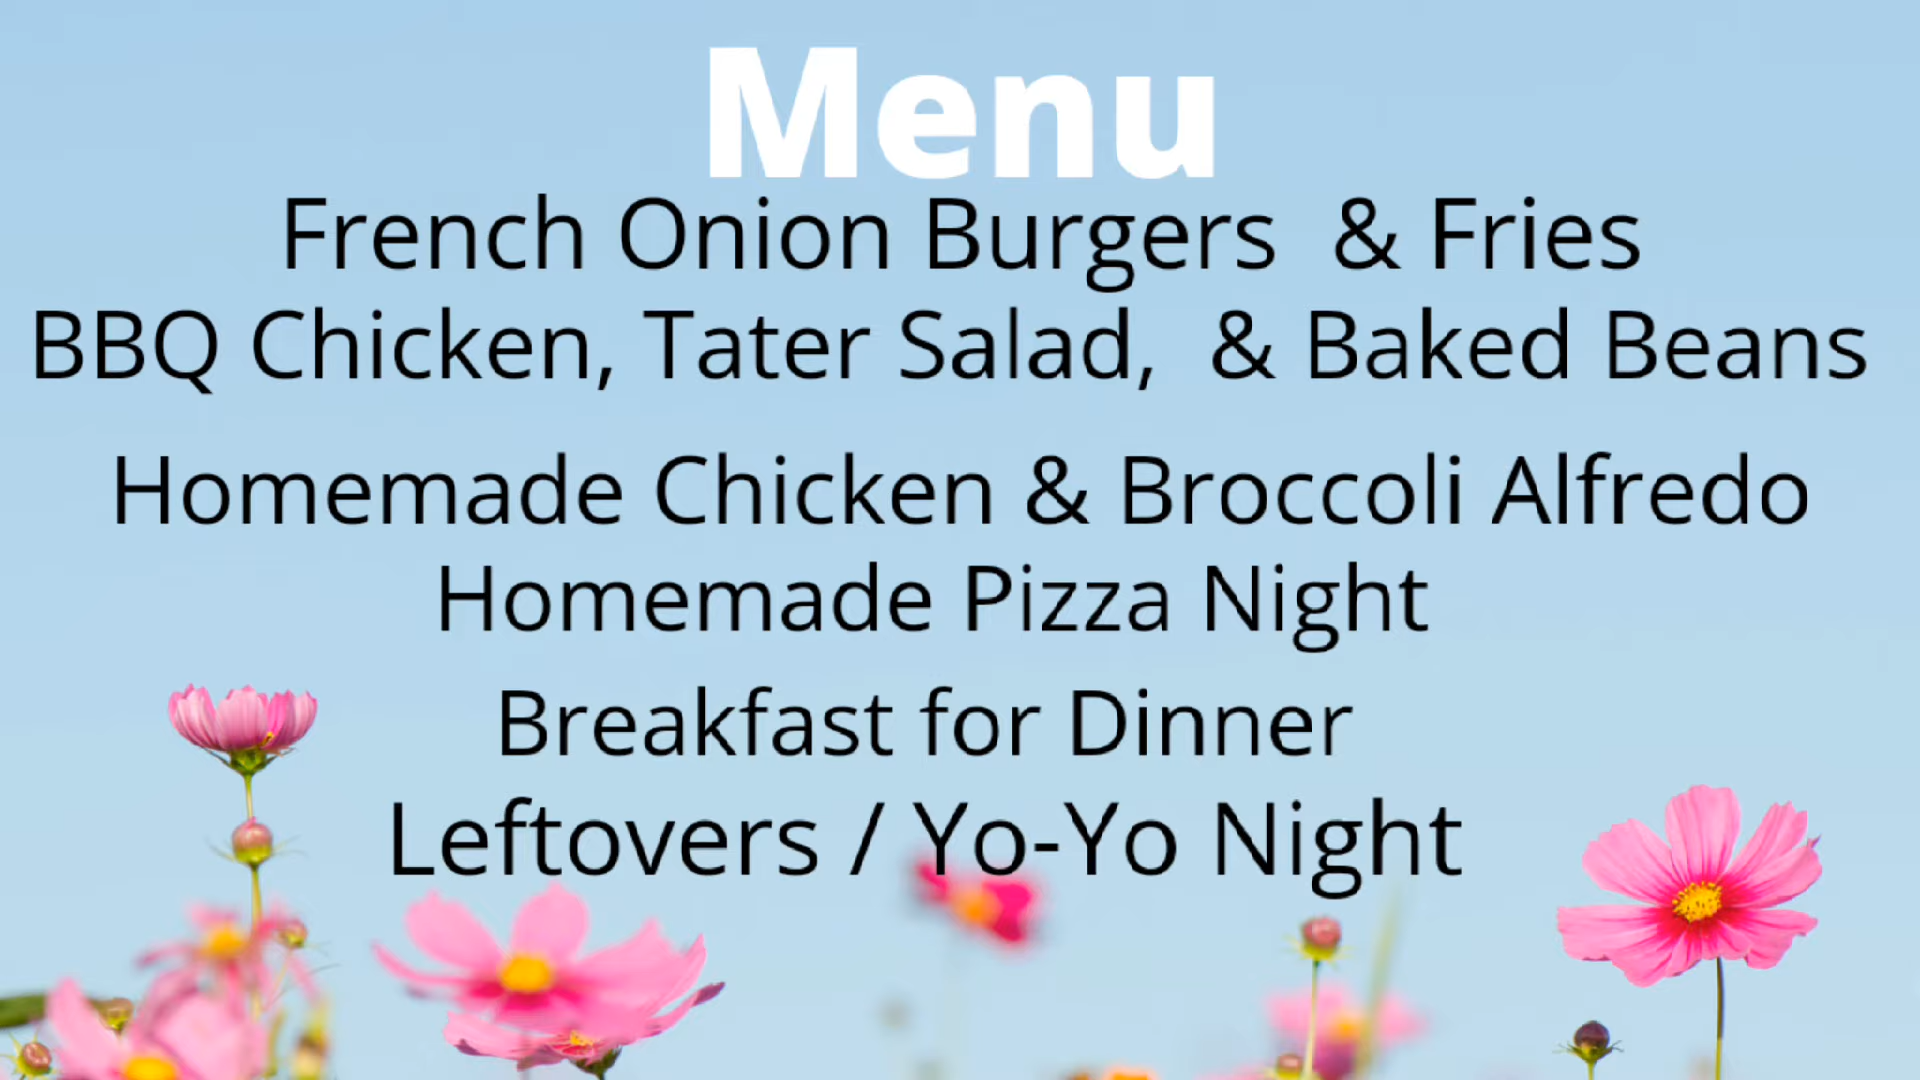 Menu
French Onion Burgers & Fries
BBQ Chicken, Tater Salad, & Baked Beans
Homemade Chicken & Broccoli Alfredo
Homemade Pizza Night
Breakfast for Dinner
Leftovers / Yo-Yo Night